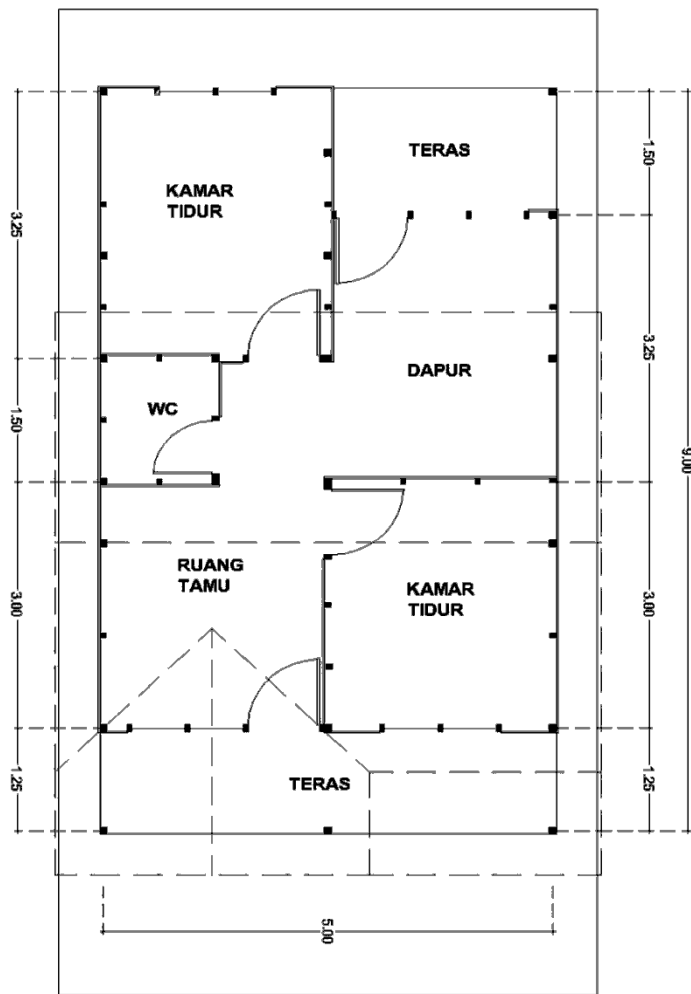 TERAS
1.50
KAMAR
TIDUR
3.25
3.25
DAPUR
WC
1.50
9.00
RUANG
TAMU
KAMAR
TIDUR
3.00
3.00
TERAS
1.25
1.25
5.00